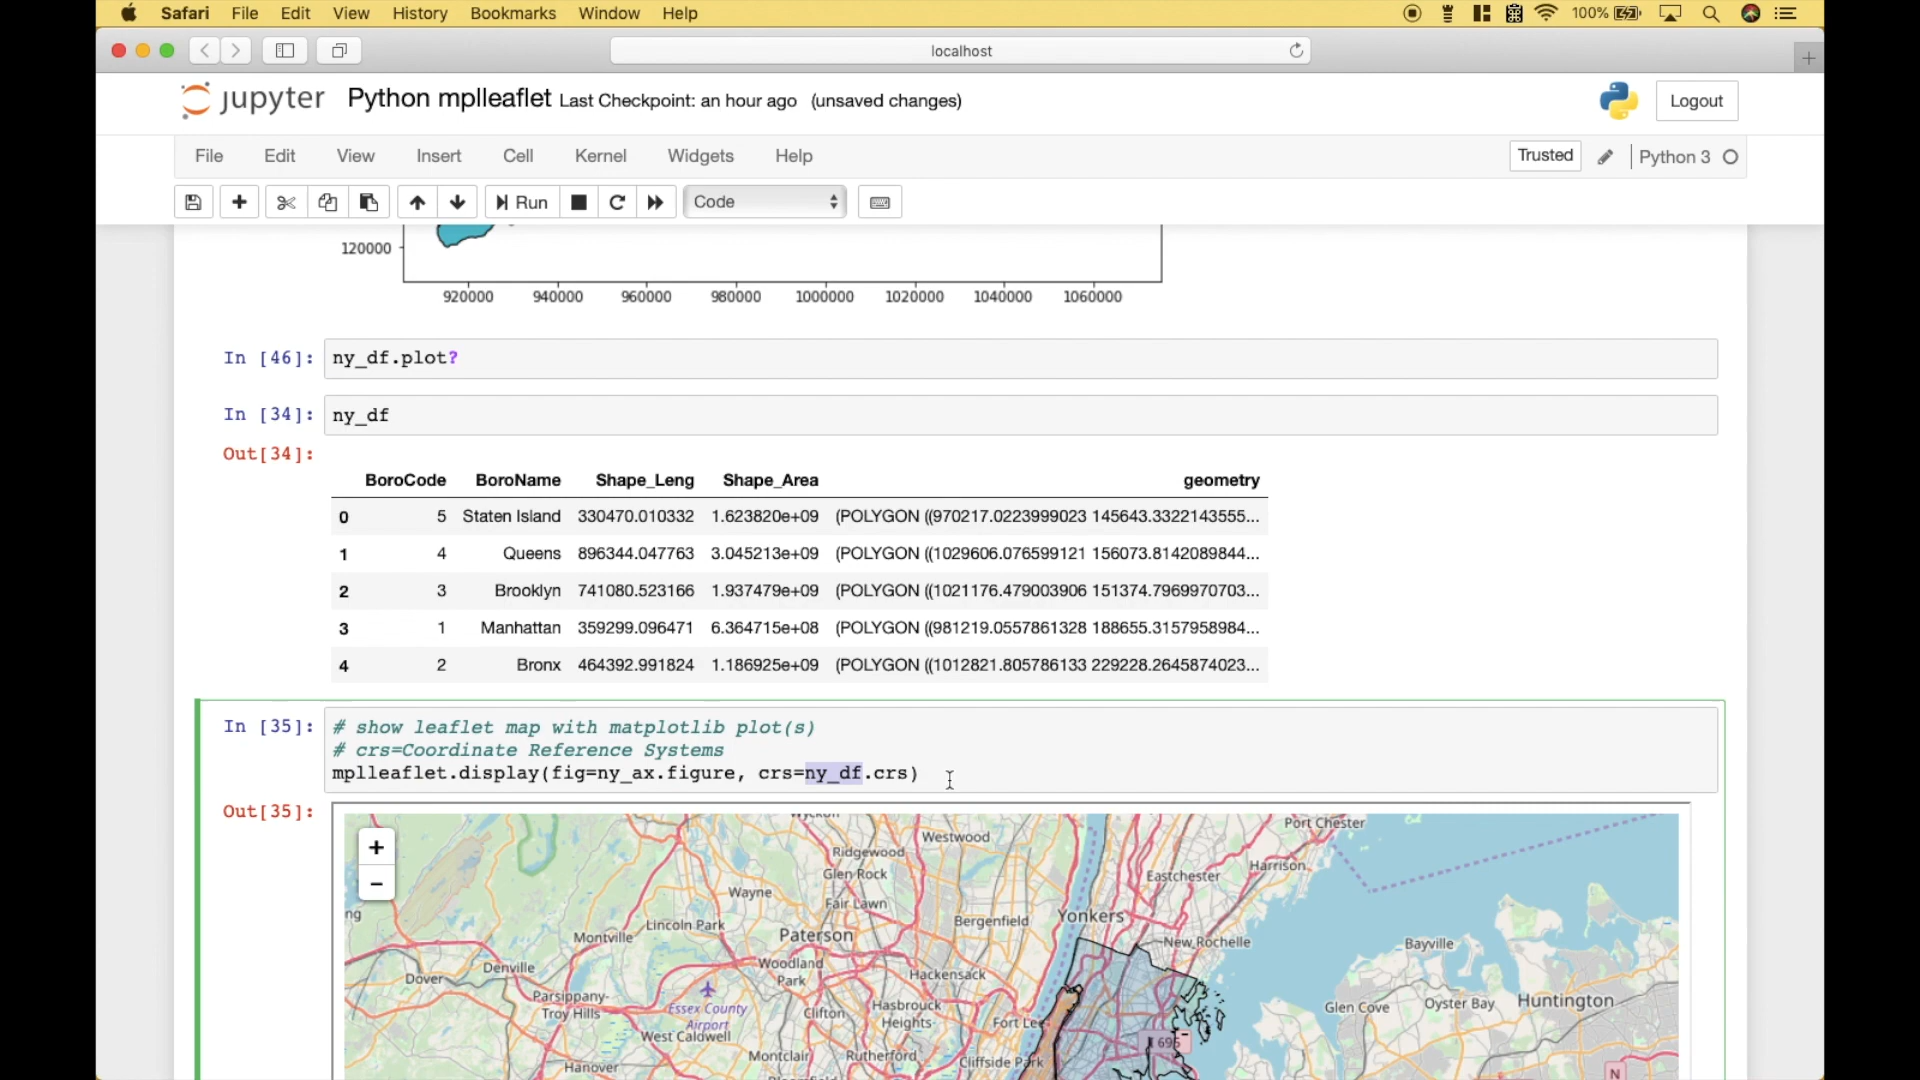 Safari File Edit View History Bookmarks Window Help 100%
localhost
jupyter Python mplleaflet Last Checkpoint: an hour ago (unsaved changes) Logout
File Edit View Insert Cell Kernel Widgets Help Trusted Python 3
Run Code
120000
920000 940000 960000 980000 1000000 1020000 1040000 1060000
In [46]: ny_df.plot?
In [34]: ny_df
Out[34]:
BoroCode BoroName Shape_Leng Shape_Area geometry
0 5 Staten Island 330470.010332 1.623820e+09 (POLYGON ((970217.0223999023 145643.3322143555...
1 4 Queens 896344.047763 3.045213e+09 (POLYGON ((1029606.076599121 156073.8142089844...
2 3 Brooklyn 741080.523166 1.937479e+09 (POLYGON ((1021176.479003906 151374.7969970703...
3 1 Manhattan 359299.096471 6.364715e+08 (POLYGON ((981219.0557861328 188655.3157958984...
4 2 Bronx 464392.991824 1.186925e+09 (POLYGON ((1012821.805786133 229228.2645874023...
In [35]: # show leaflet map with matplotlib plot(s)
# crs=Coordinate Reference Systems
mplleaflet.display(fig=ny_ax.figure, crs=ny_df.crs)
Out[35]:
+
−
Port Chester
Westwood
Ridgewood
Harrison
Glen Rock
Eastchester
Wayne
Fair Lawn
ng
Bergenfield
Yonkers
Lincoln Park
Montville
Paterson
New Rochelle
Bayville
Woodland
Park
Denville
Hackensack
Dover
Parsippany-
Troy Hills
Essex County
Airport
Hasbrouck
Heights
Clifton
Fort Lee
Glen Cove
Oyster Bay
Huntington
West Caldwell
I 695
Montclair
Rutherford
Cliffside Park
Hanover
N